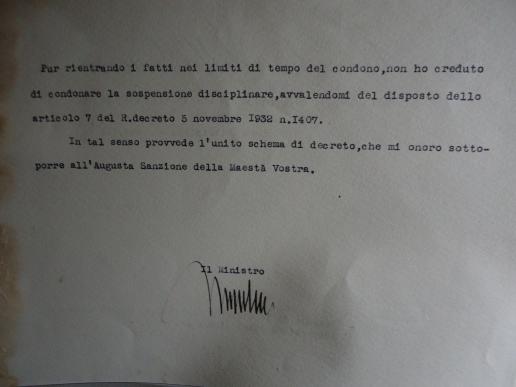 Pur rientrando i fatti nei limiti di tempo del condono,non ho creduto
di condonare la sospensione disciplinare,avvalendomi del disposto dello
articolo 7 del R.decreto 5 novembre I932 n.I407.
In tal senso provvede l'unito schema di decreto,che mi onoro sotto-
porre all'Augusta Sanzione della Maestà Vostra.
Il Ministro